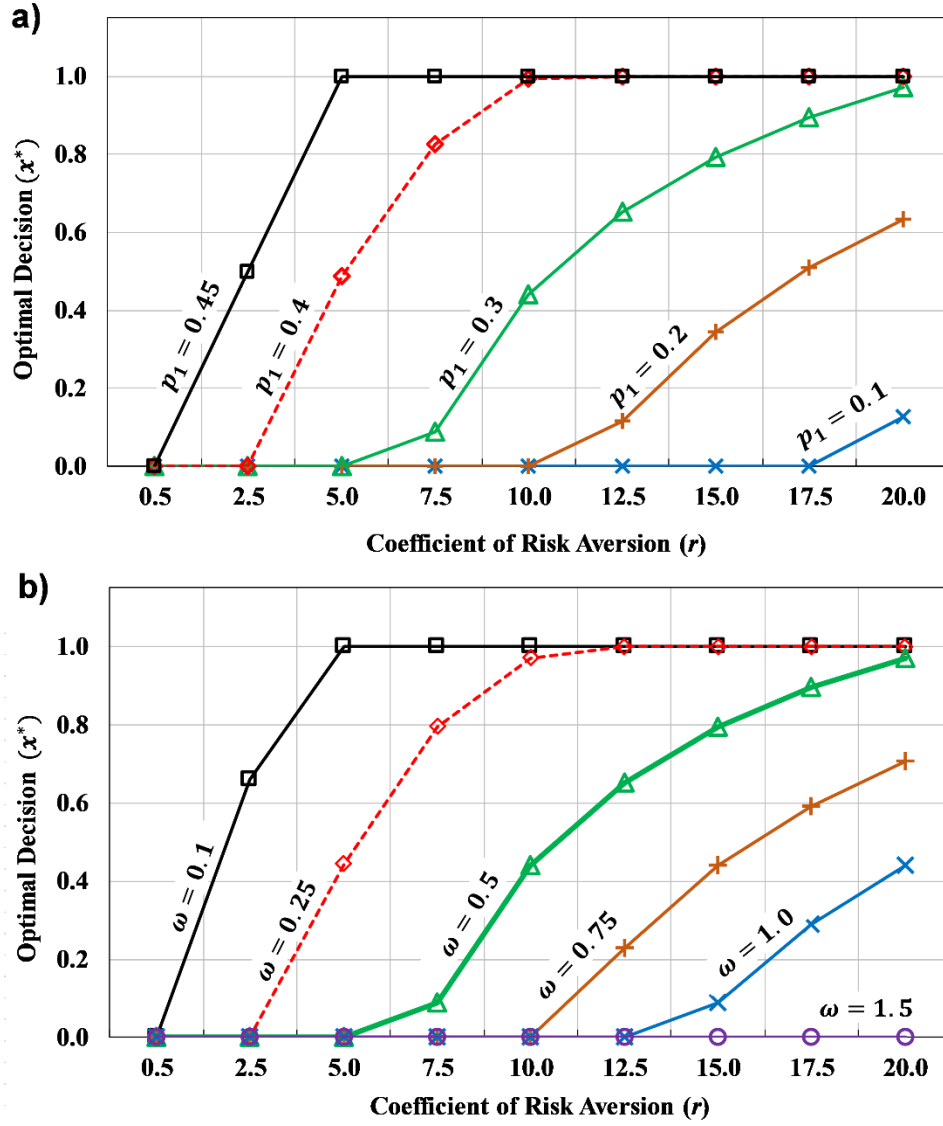 a)
1.0
0.8
0.6
0.4
0.2
0.0
Optimal Decision (x*)
p₁ = 0.45
p₁ = 0.4
p₁ = 0.3
p₁ = 0.2
p₁ = 0.1
0.5 2.5 5.0 7.5 10.0 12.5 15.0 17.5 20.0
Coefficient of Risk Aversion (r)
b)
1.0
0.8
0.6
0.4
0.2
0.0
Optimal Decision (x*)
ω = 0.1
ω = 0.25
ω = 0.5
ω = 0.75
ω = 1.0
ω = 1.5
0.5 2.5 5.0 7.5 10.0 12.5 15.0 17.5 20.0
Coefficient of Risk Aversion (r)